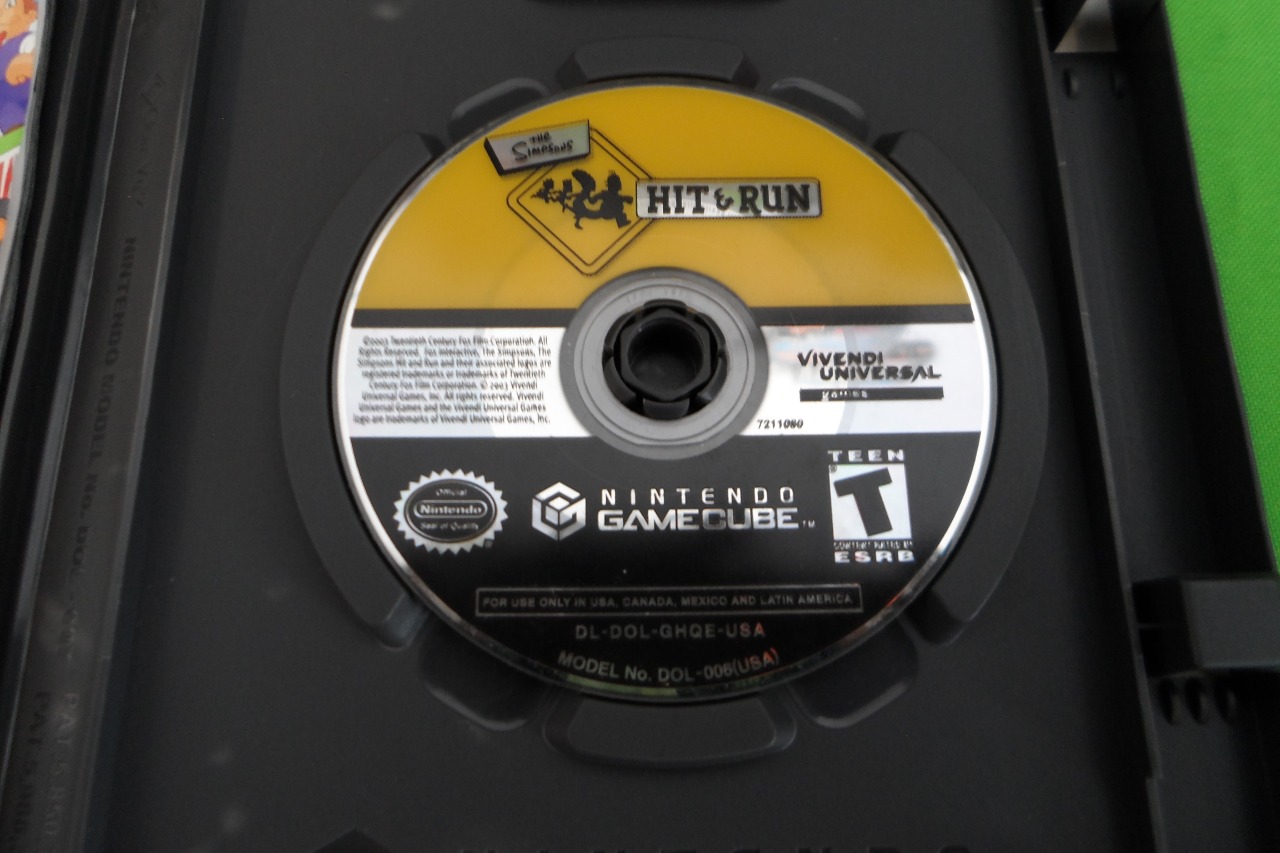 THE
SIMPSONS
HIT & RUN
©2003 Twentieth Century Fox Film Corporation. All
Rights Reserved. Fox Interactive, The Simpsons, The
Simpsons Hit and Run and their associated logos are
registered trademarks or trademarks of Twentieth
Century Fox Film Corporation. © 2003 Vivendi
Universal Games, Inc. All rights reserved. Vivendi
Universal Games and the Vivendi Universal Games
logo are trademarks of Vivendi Universal Games, Inc.
VIVENDI
UNIVERSAL
7211080
TEEN
T
CONTENT RATED BY
ESRB
Official
Nintendo
Seal of Quality
NINTENDO
GAMECUBE™
FOR USE ONLY IN USA, CANADA, MEXICO AND LATIN AMERICA
DL-DOL-GHQE-USA
MODEL No. DOL-006(USA)
NINTENDO MODEL NO.